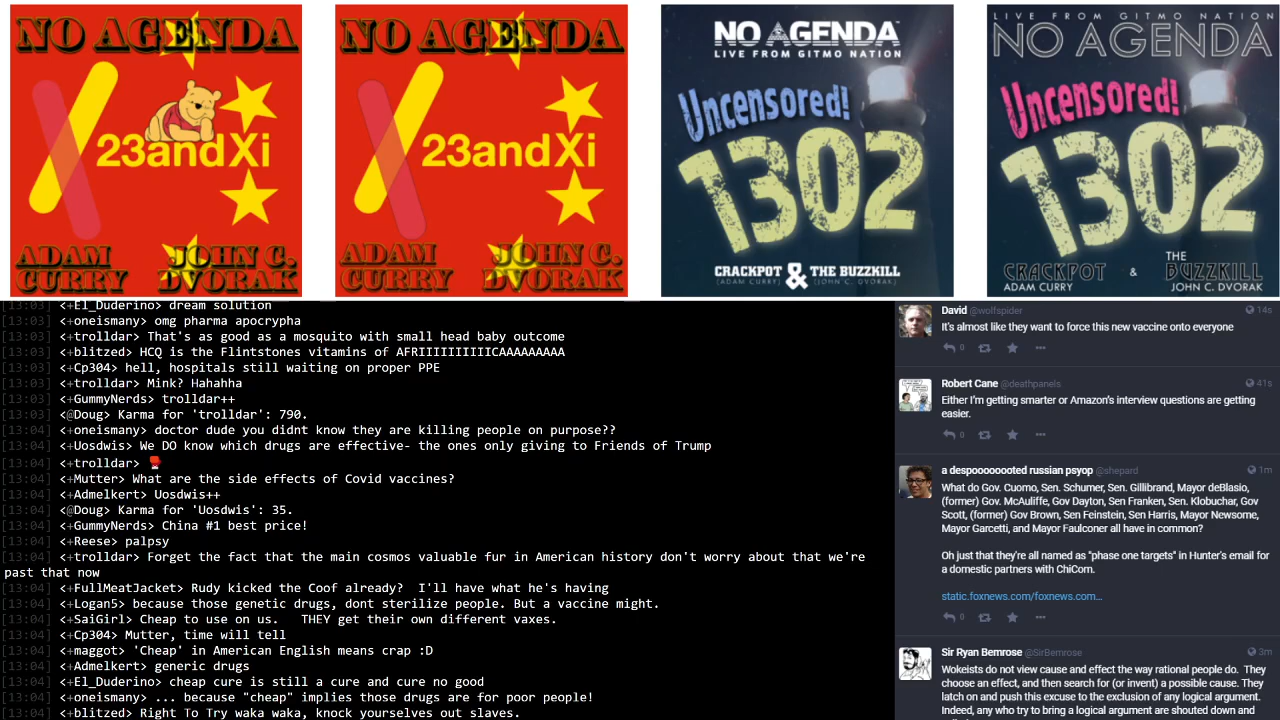 NO AGENDA
23andXi
ADAM CURRY
JOHN C. DVORAK
NO AGENDA
23andXi
ADAM CURRY
JOHN C. DVORAK
NO AGENDA™
LIVE FROM GITMO NATION
Uncensored!
1302
CRACKPOT & THE BUZZKILL
[ADAM CURRY] [JOHN C. DVORAK]
LIVE FROM GITMO NATION
NO AGENDA
Uncensored!
1302
CRACKPOT & THE BUZZKILL
ADAM CURRY JOHN C. DVORAK
[13:03] <+El_Duderino> dream solution
[13:03] <+oneismany> omg pharma apocrypha
[13:03] <+trolldar> That's as good as a mosquito with small head baby outcome
[13:03] <+blitzed> HCQ is the Flintstones vitamins of AFRIIIIIIIIICAAAAAAAAA
[13:03] <+Cp304> hell, hospitals still waiting on proper PPE
[13:03] <+trolldar> Mink? Hahahha
[13:03] <+GummyNerds> trolldar++
[13:03] <@Doug> Karma for 'trolldar': 790.
[13:04] <+oneismany> doctor dude you didnt know they are killing people on purpose??
[13:04] <+Uosdwis> We DO know which drugs are effective- the ones only giving to Friends of Trump
[13:04] <+trolldar>
[13:04] <+Mutter> What are the side effects of Covid vaccines?
[13:04] <+Admelkert> Uosdwis++
[13:04] <@Doug> Karma for 'Uosdwis': 35.
[13:04] <+GummyNerds> China #1 best price!
[13:04] <+Reese> palpsy
[13:04] <+trolldar> Forget the fact that the main cosmos valuable fur in American history don't worry about that we're
past that now
[13:04] <+FullMeatJacket> Rudy kicked the Coof already?  I'll have what he's having
[13:04] <+Logan5> because those genetic drugs, dont sterilize people. But a vaccine might.
[13:04] <+SaiGirl> Cheap to use on us.   THEY get their own different vaxes.
[13:04] <+Cp304> Mutter, time will tell
[13:04] <+maggot> 'Cheap' in American English means crap :D
[13:04] <+Admelkert> generic drugs
[13:04] <+El_Duderino> cheap cure is still a cure and cure no good
[13:04] <+oneismany> ... because "cheap" implies those drugs are for poor people!
[13:04] <+blitzed> Right To Try waka waka, knock yourselves out slaves.
David @wolfspider 14s
It's almost like they want to force this new vaccine onto everyone
0
Robert Cane @deathpanels 41s
Either I'm getting smarter or Amazon's interview questions are getting
easier.
0
a despooooooooted russian psyop @shepard 1m
What do Gov. Cuomo, Sen. Schumer, Sen. Gillibrand, Mayor deBlasio,
(former) Gov. McAuliffe, Gov Dayton, Sen Franken, Sen. Klobuchar, Gov
Scott, (former) Gov Brown, Sen Feinstein, Sen Harris, Mayor Newsome,
Mayor Garcetti, and Mayor Faulconer all have in common?
Oh just that they're all named as "phase one targets" in Hunter's email for
a domestic partners with ChiCom.
static.foxnews.com/foxnews.com...
0
Sir Ryan Bemrose @SirBemrose 3m
Wokeists do not view cause and effect the way rational people do.  They
choose an effect, and then search for (or invent) a possible cause. They
latch on and push this excuse to the exclusion of any logical argument.
Indeed, any who try to bring a logical argument are shouted down and